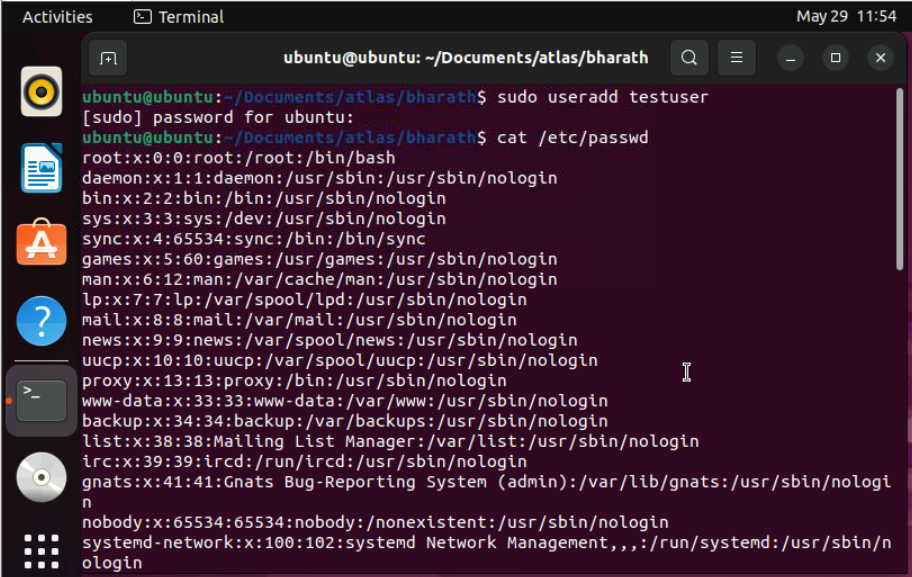 Activities
Terminal
May 29 11:54
ubuntu@ubuntu: ~/Documents/atlas/bharath
ubuntu@ubuntu:~/Documents/atlas/bharath$ sudo useradd testuser
[sudo] password for ubuntu:
ubuntu@ubuntu:~/Documents/atlas/bharath$ cat /etc/passwd
root:x:0:0:root:/root:/bin/bash
daemon:x:1:1:daemon:/usr/sbin:/usr/sbin/nologin
bin:x:2:2:bin:/bin:/usr/sbin/nologin
sys:x:3:3:sys:/dev:/usr/sbin/nologin
sync:x:4:65534:sync:/bin:/bin/sync
games:x:5:60:games:/usr/games:/usr/sbin/nologin
man:x:6:12:man:/var/cache/man:/usr/sbin/nologin
lp:x:7:7:lp:/var/spool/lpd:/usr/sbin/nologin
mail:x:8:8:mail:/var/mail:/usr/sbin/nologin
news:x:9:9:news:/var/spool/news:/usr/sbin/nologin
uucp:x:10:10:uucp:/var/spool/uucp:/usr/sbin/nologin
proxy:x:13:13:proxy:/bin:/usr/sbin/nologin
www-data:x:33:33:www-data:/var/www:/usr/sbin/nologin
backup:x:34:34:backup:/var/backups:/usr/sbin/nologin
list:x:38:38:Mailing List Manager:/var/list:/usr/sbin/nologin
irc:x:39:39:ircd:/run/ircd:/usr/sbin/nologin
gnats:x:41:41:Gnats Bug-Reporting System (admin):/var/lib/gnats:/usr/sbin/nologi
n
nobody:x:65534:65534:nobody:/nonexistent:/usr/sbin/nologin
systemd-network:x:100:102:systemd Network Management,,,:/run/systemd:/usr/sbin/n
ologin